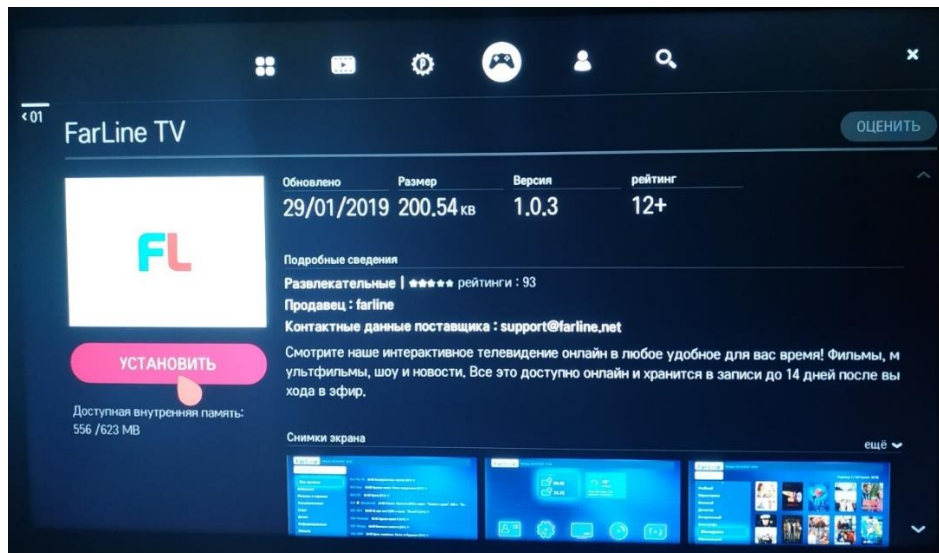 <01
FarLine TV
ОЦЕНИТЬ
Обновлено Размер Версия рейтинг
29/01/2019 200.54 KB 1.0.3 12+
FL
Подробные сведения
Развлекательные | ★★★★★ рейтинги : 93
Продавец : farline
Контактные данные поставщика : support@farline.net
УСТАНОВИТЬ
Смотрите наше интерактивное телевидение онлайн в любое удобное для вас время! Фильмы, м
ультфильмы, шоу и новости. Все это доступно онлайн и хранится в записи до 14 дней после вы
хода в эфир.
Доступная внутренняя память:
556 /623 MB
Снимки экрана
ещё